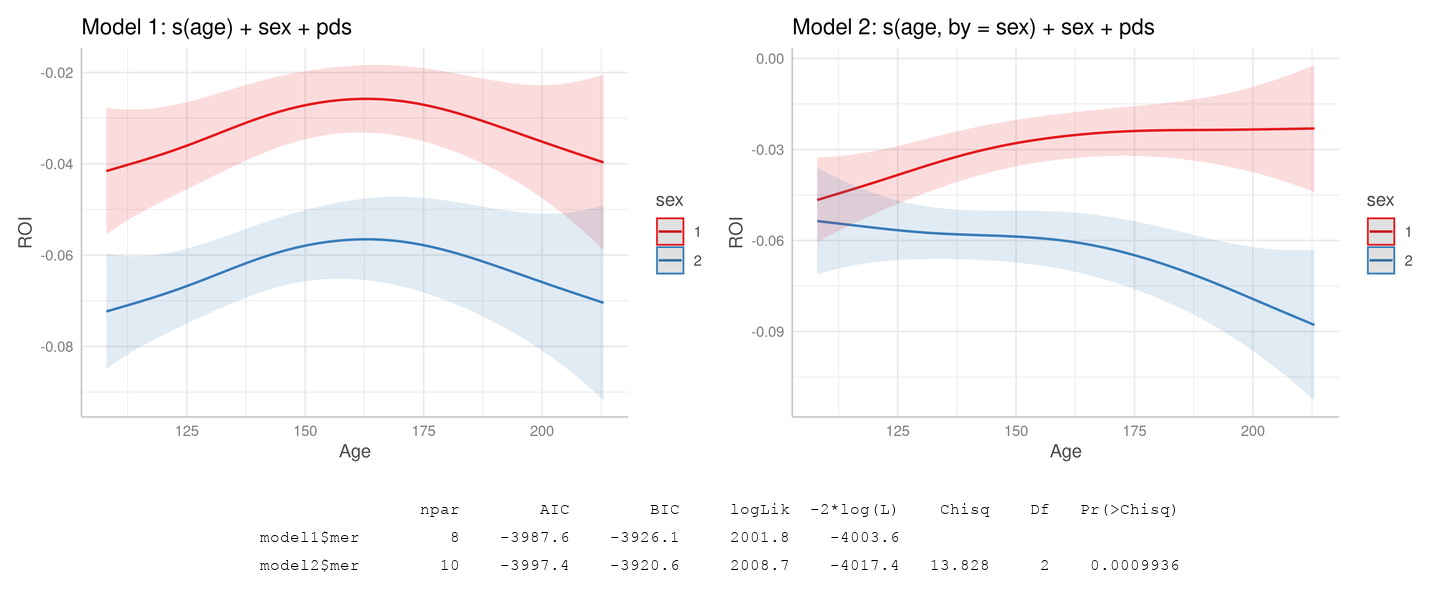 Model 1: s(age) + sex + pds
-0.02
-0.04
-0.06
-0.08
ROI
125 150 175 200
Age
sex
1
2
Model 2: s(age, by = sex) + sex + pds
0.00
-0.03
-0.06
-0.09
ROI
125 150 175 200
Age
sex
1
2
npar AIC BIC logLik -2*log(L) Chisq Df Pr(>Chisq)
model1$mer 8 -3987.6 -3926.1 2001.8 -4003.6
model2$mer 10 -3997.4 -3920.6 2008.7 -4017.4 13.828 2 0.0009936